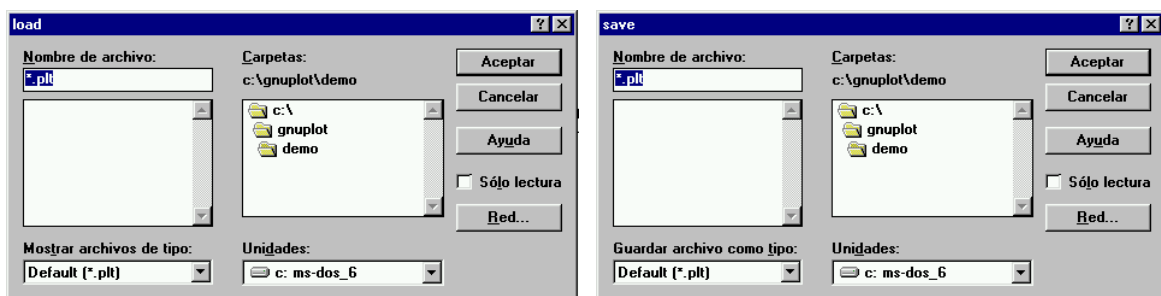 load
Nombre de archivo:
*.plt
Carpetas:
c:\gnuplot\demo
c:\
gnuplot
demo
Aceptar
Cancelar
Ayuda
Sólo lectura
Red...
Mostrar archivos de tipo:
Default (*.plt)
Unidades:
c: ms-dos_6
save
Nombre de archivo:
*.plt
Carpetas:
c:\gnuplot\demo
c:\
gnuplot
demo
Aceptar
Cancelar
Ayuda
Sólo lectura
Red...
Guardar archivo como tipo:
Default (*.plt)
Unidades:
c: ms-dos_6